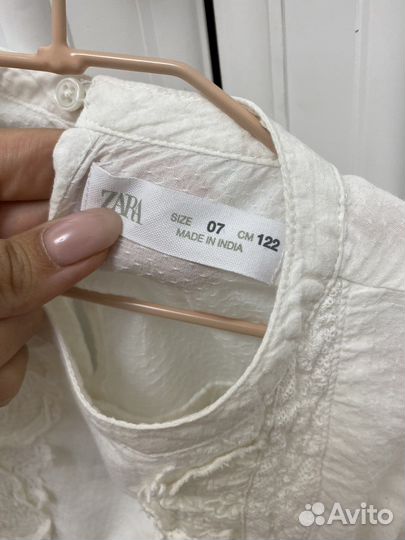 ZARA
SIZE 07 CM 122
MADE IN INDIA
Avito